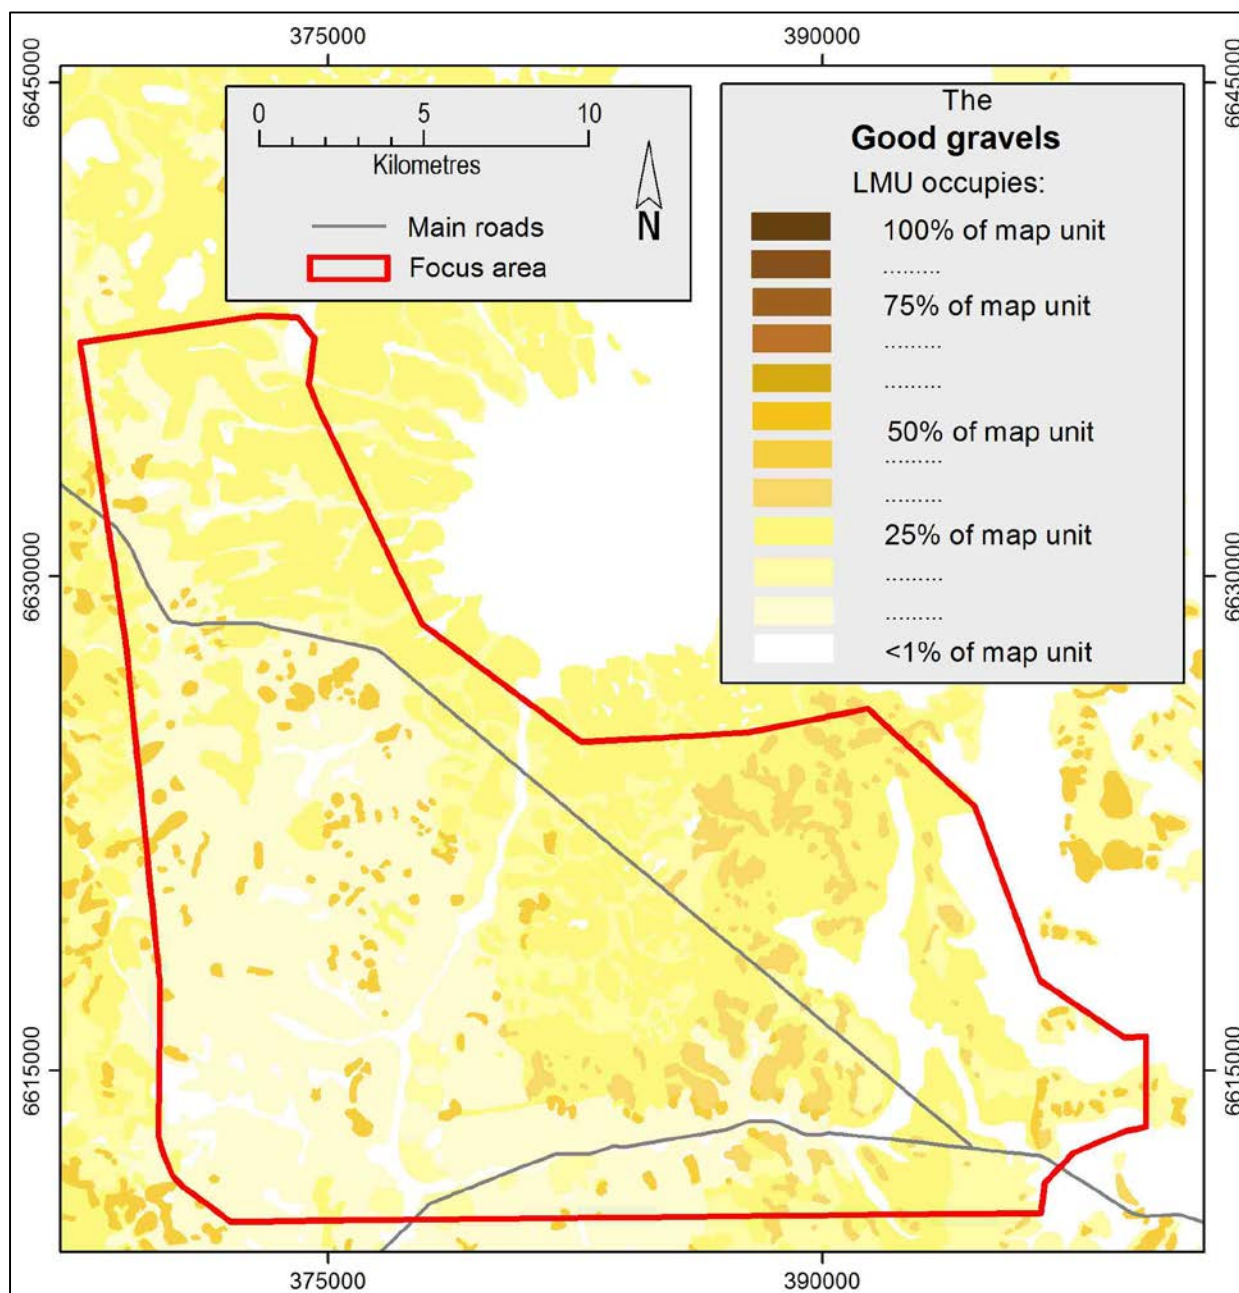 375000 390000
6645000 6645000
0 5 10
Kilometres
N
Main roads
Focus area
The
Good gravels
LMU occupies:
100% of map unit
.........
75% of map unit
.........
.........
50% of map unit
.........
.........
25% of map unit
.........
.........
<1% of map unit
6630000 6630000
6615000 6615000
375000 390000